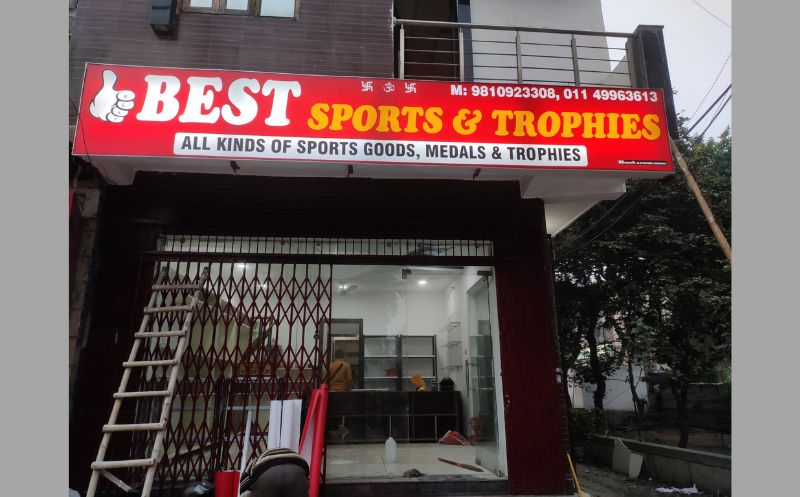 卐 ॐ 卐
M: 9810923308, 011 49963613
BEST SPORTS & TROPHIES
ALL KINDS OF SPORTS GOODS, MEDALS & TROPHIES